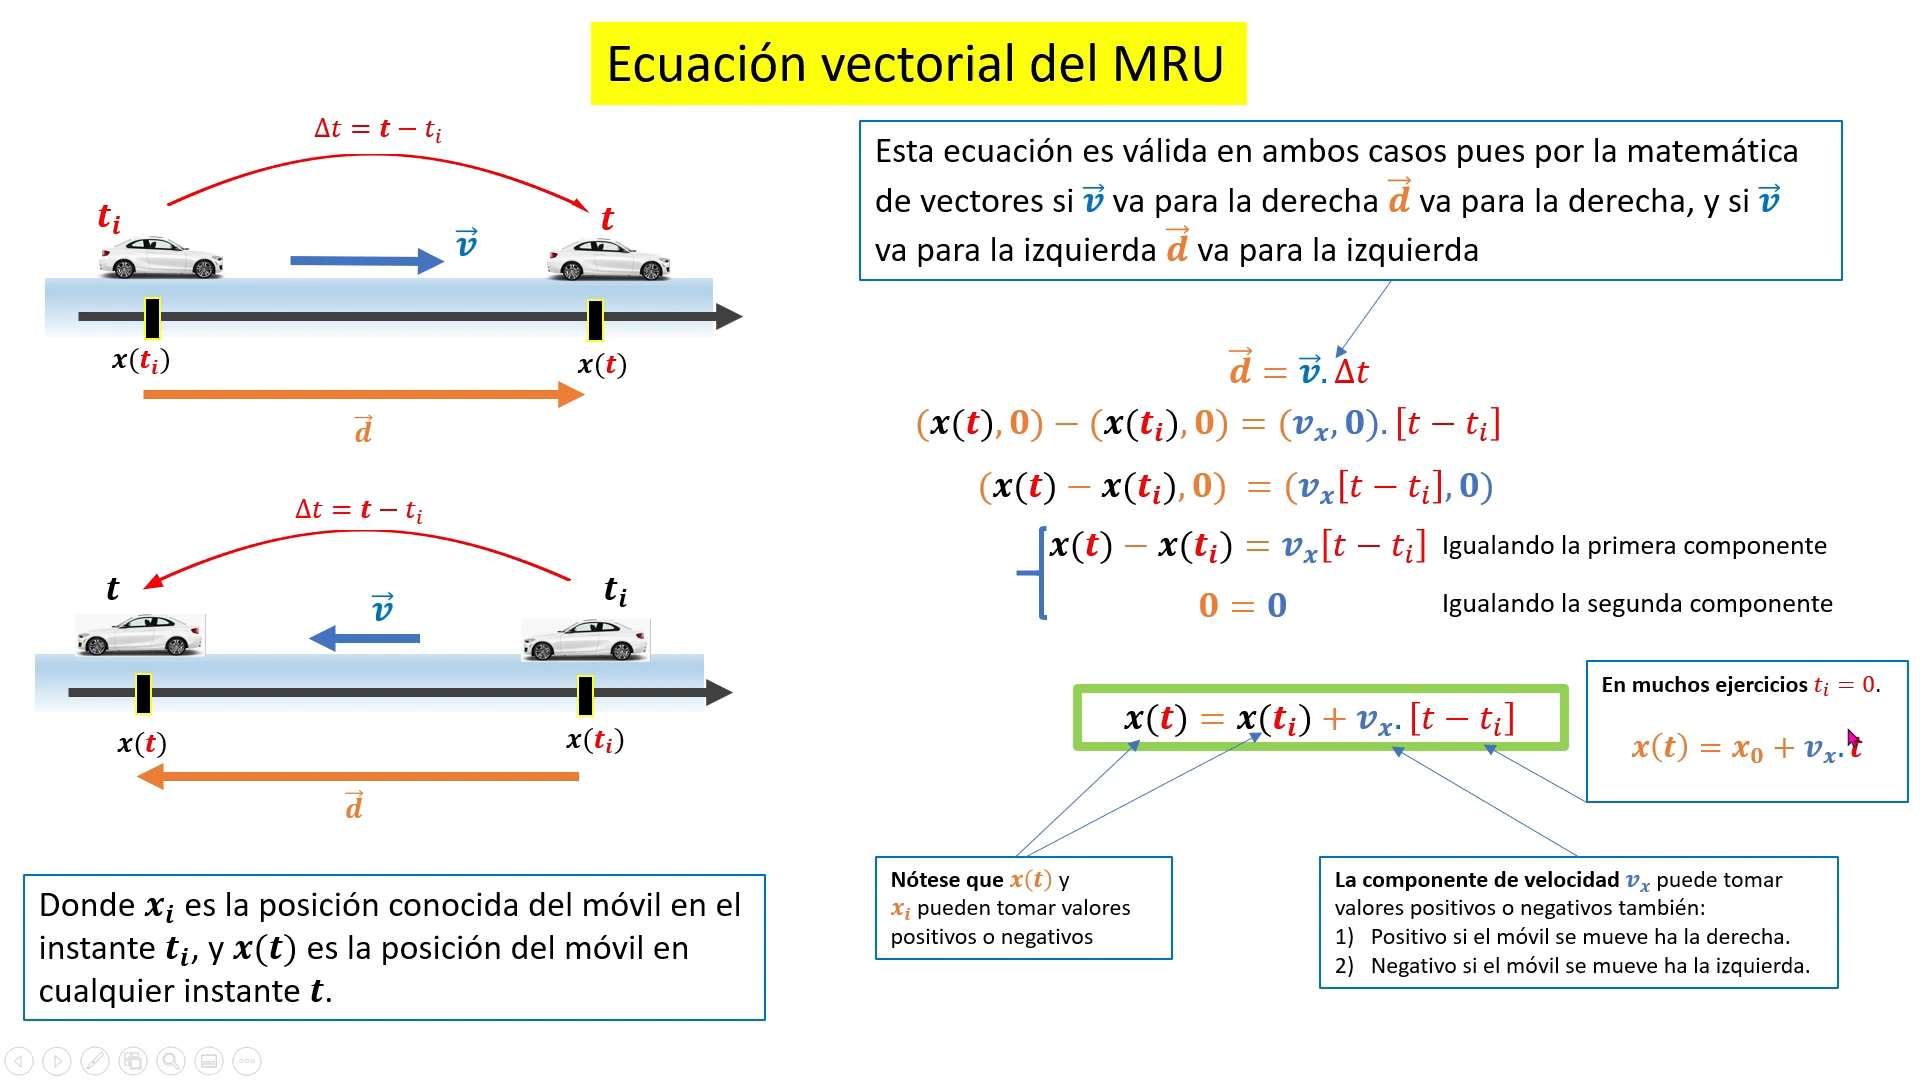 Ecuación vectorial del MRU
Δt = t − tᵢ
tᵢ
t
v⃗
x(tᵢ)
x(t)
d⃗
Δt = t − tᵢ
t
tᵢ
v⃗
x(t)
x(tᵢ)
d⃗
Donde xᵢ es la posición conocida del móvil en el
instante tᵢ, y x(t) es la posición del móvil en
cualquier instante t.
Esta ecuación es válida en ambos casos pues por la matemática
de vectores si v⃗ va para la derecha d⃗ va para la derecha, y si v⃗
va para la izquierda d⃗ va para la izquierda
d⃗ = v⃗. Δt
(x(t), 0) − (x(tᵢ), 0) = (vₓ, 0). [t − tᵢ]
(x(t) − x(tᵢ), 0) = (vₓ[t − tᵢ], 0)
x(t) − x(tᵢ) = vₓ[t − tᵢ] Igualando la primera componente
0 = 0 Igualando la segunda componente
x(t) = x(tᵢ) + vₓ. [t − tᵢ]
En muchos ejercicios tᵢ = 0.
x(t) = x₀ + vₓ. t
Nótese que x(t) y
xᵢ pueden tomar valores
positivos o negativos
La componente de velocidad vₓ puede tomar
valores positivos o negativos también:
1) Positivo si el móvil se mueve ha la derecha.
2) Negativo si el móvil se mueve ha la izquierda.